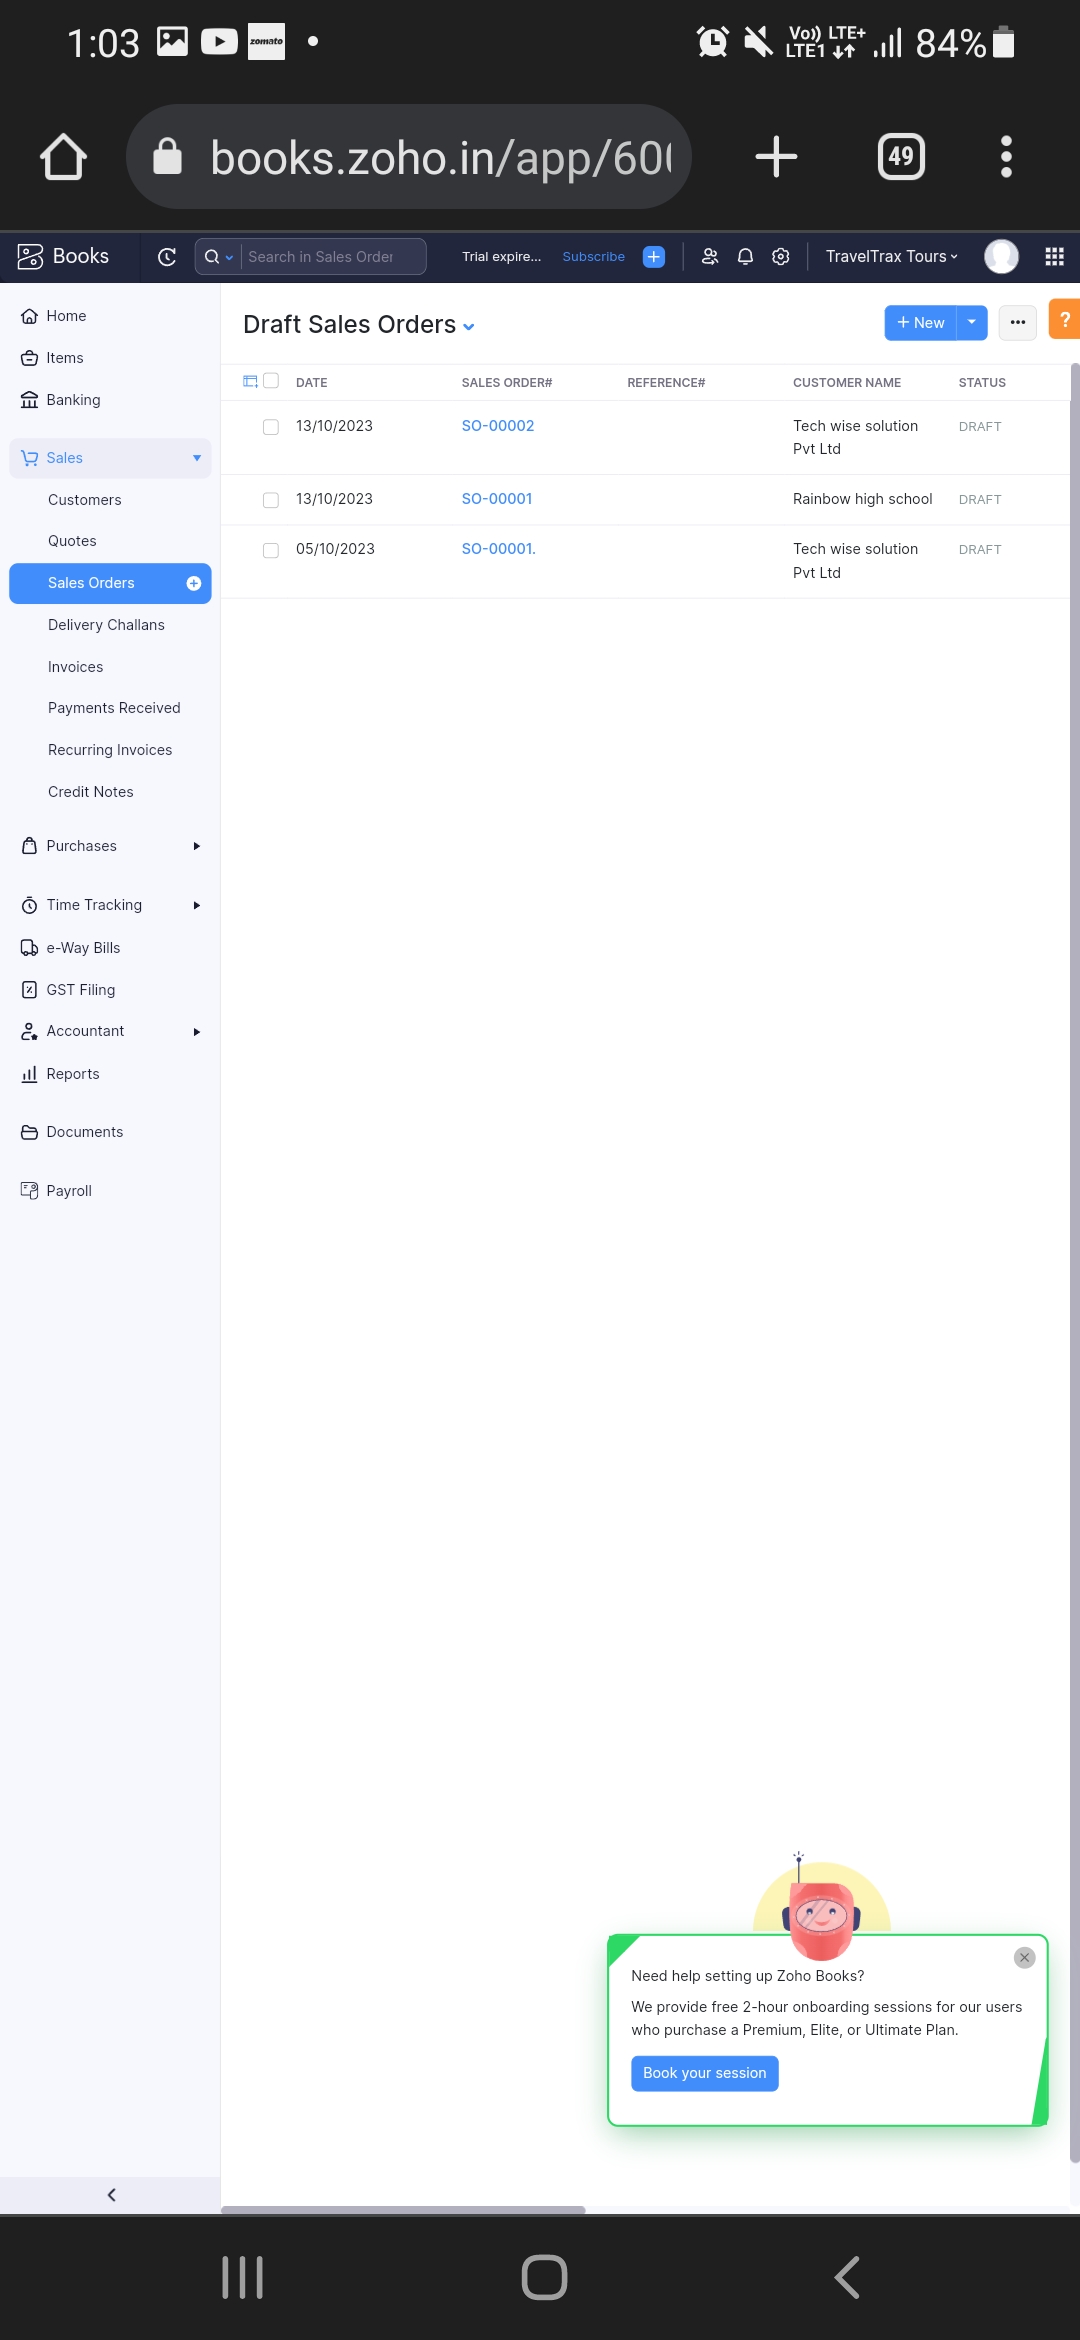 1:03
zomato
Vo)) LTE+
LTE1
84%
books.zoho.in/app/60
49
Books
Search in Sales Order
Trial expire...
Subscribe
TravelTrax Tours
Home
Items
Banking
Sales
Customers
Quotes
Sales Orders
Delivery Challans
Invoices
Payments Received
Recurring Invoices
Credit Notes
Purchases
Time Tracking
e-Way Bills
GST Filing
Accountant
Reports
Documents
Payroll
Draft Sales Orders
+ New
?
DATE SALES ORDER# REFERENCE# CUSTOMER NAME STATUS
13/10/2023 SO-00002 Tech wise solution DRAFT
Pvt Ltd
13/10/2023 SO-00001 Rainbow high school DRAFT
05/10/2023 SO-00001. Tech wise solution DRAFT
Pvt Ltd
Need help setting up Zoho Books?
We provide free 2-hour onboarding sessions for our users
who purchase a Premium, Elite, or Ultimate Plan.
Book your session